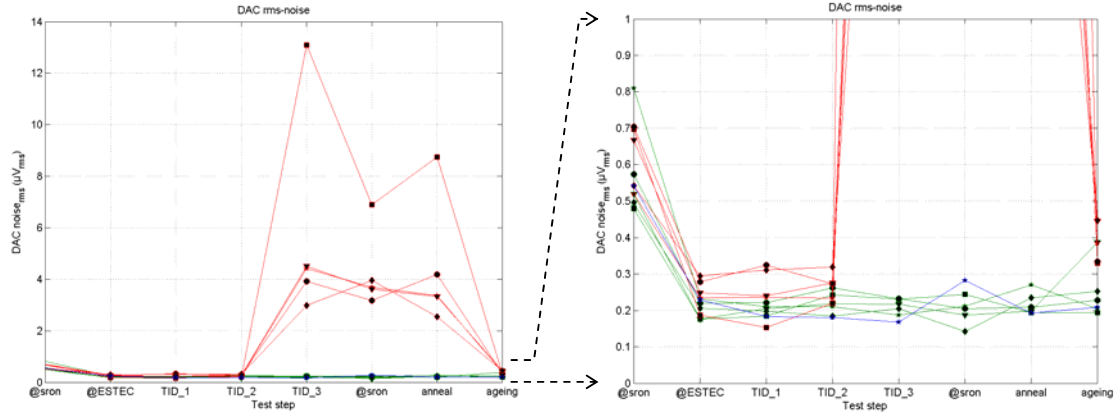 DAC rms-noise
14
12
10
8
6
4
2
0
DAC noise_rms (µV_rms)
@sron @ESTEC TID_1 TID_2 TID_3 @sron anneal ageing
Test step
DAC rms-noise
1
0.9
0.8
0.7
0.6
0.5
0.4
0.3
0.2
0.1
0
DAC noise_rms (µV_rms)
@sron @ESTEC TID_1 TID_2 TID_3 @sron anneal ageing
Test step